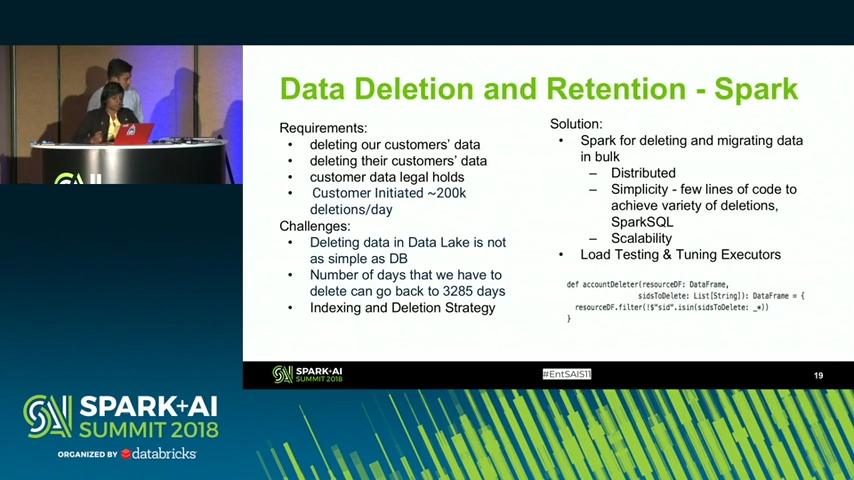 Data Deletion and Retention - Spark
Requirements:
• deleting our customers' data
• deleting their customers' data
• customer data legal holds
• Customer Initiated ~200k
deletions/day
Challenges:
• Deleting data in Data Lake is not
as simple as DB
• Number of days that we have to
delete can go back to 3285 days
• Indexing and Deletion Strategy
Solution:
• Spark for deleting and migrating data
in bulk
– Distributed
– Simplicity - few lines of code to
achieve variety of deletions,
SparkSQL
– Scalability
• Load Testing & Tuning Executors
def accountDeleter(resourceDF: DataFrame,
sidsToDelete: List[String]): DataFrame = {
resourceDF.filter(!$"sid".isin(sidsToDelete: _*))
}
SPARK+AI
SUMMIT 2018
#EntSAIS11
19
SPARK+AI
SUMMIT 2018
ORGANIZED BY databricks